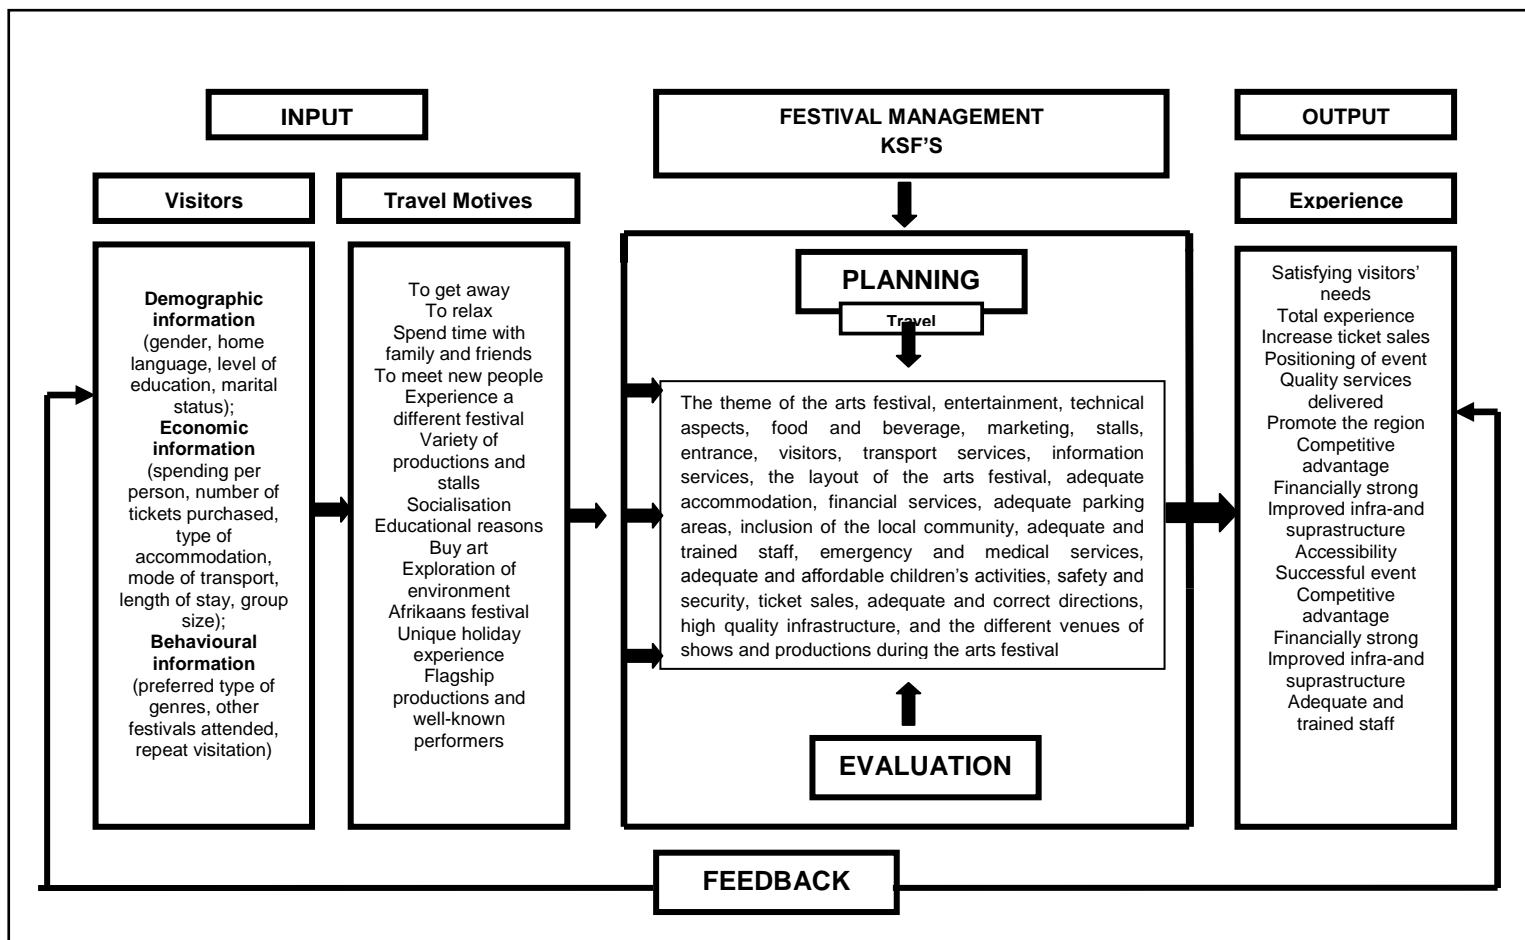 INPUT
FESTIVAL MANAGEMENT
KSF'S
OUTPUT
Visitors
Travel Motives
Experience
Demographic
information
(gender, home
language, level of
education, marital
status);
Economic
information
(spending per
person, number of
tickets purchased,
type of
accommodation,
mode of transport,
length of stay, group
size);
Behavioural
information
(preferred type of
genres, other
festivals attended,
repeat visitation)
To get away
To relax
Spend time with
family and friends
To meet new people
Experience a
different festival
Variety of
productions and
stalls
Socialisation
Educational reasons
Buy art
Exploration of
environment
Afrikaans festival
Unique holiday
experience
Flagship
productions and
well-known
performers
PLANNING
Travel
The theme of the arts festival, entertainment, technical
aspects, food and beverage, marketing, stalls,
entrance, visitors, transport services, information
services, the layout of the arts festival, adequate
accommodation, financial services, adequate parking
areas, inclusion of the local community, adequate and
trained staff, emergency and medical services,
adequate and affordable children's activities, safety and
security, ticket sales, adequate and correct directions,
high quality infrastructure, and the different venues of
shows and productions during the arts festival
EVALUATION
Satisfying visitors'
needs
Total experience
Increase ticket sales
Positioning of event
Quality services
delivered
Promote the region
Competitive
advantage
Financially strong
Improved infra-and
suprastructure
Accessibility
Successful event
Competitive
advantage
Financially strong
Improved infra-and
suprastructure
Adequate and
trained staff
FEEDBACK